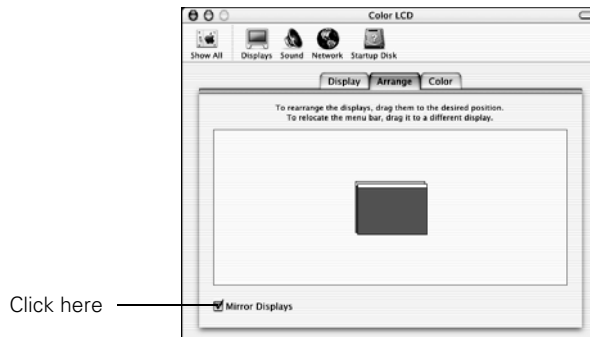 Color LCD
Show All Displays Sound Network Startup Disk
Display Arrange Color
To rearrange the displays, drag them to the desired position.
To relocate the menu bar, drag it to a different display.
Click here
Mirror Displays